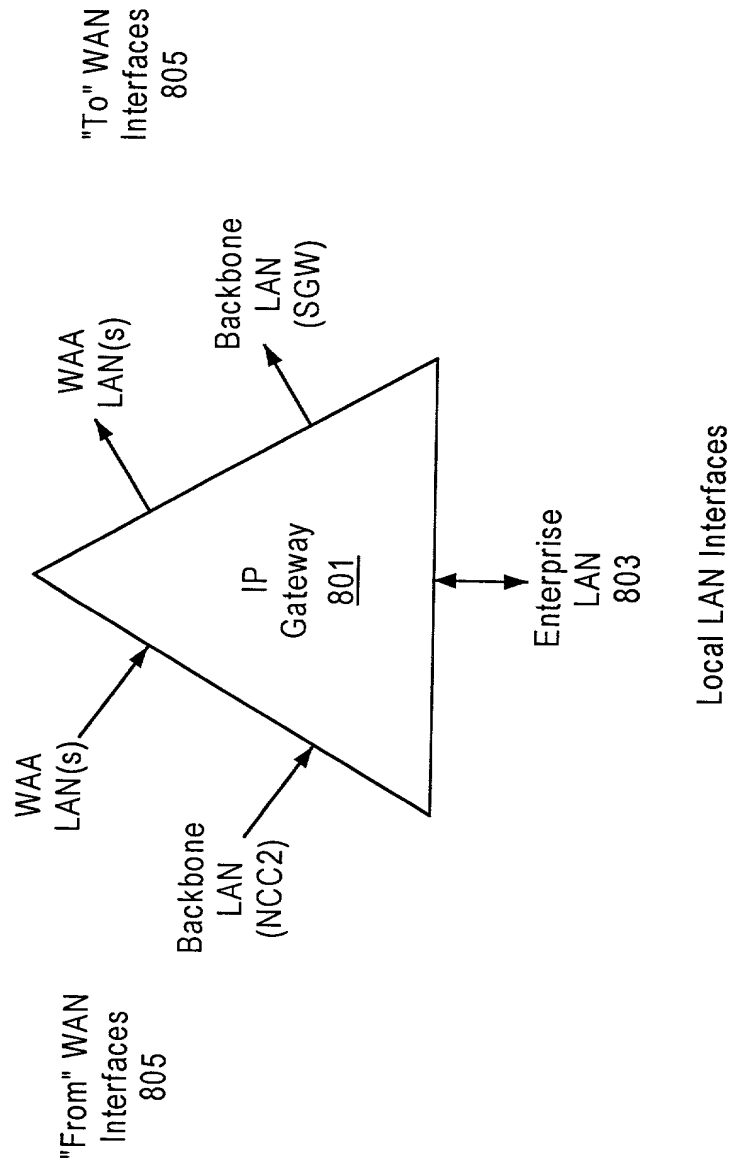 "From" WAN
Interfaces
805
"To" WAN
Interfaces
805
WAA
LAN(s)
WAA
LAN(s)
Backbone
LAN
(NCC2)
Backbone
LAN
(SGW)
IP
Gateway
801
Enterprise
LAN
803
Local LAN Interfaces